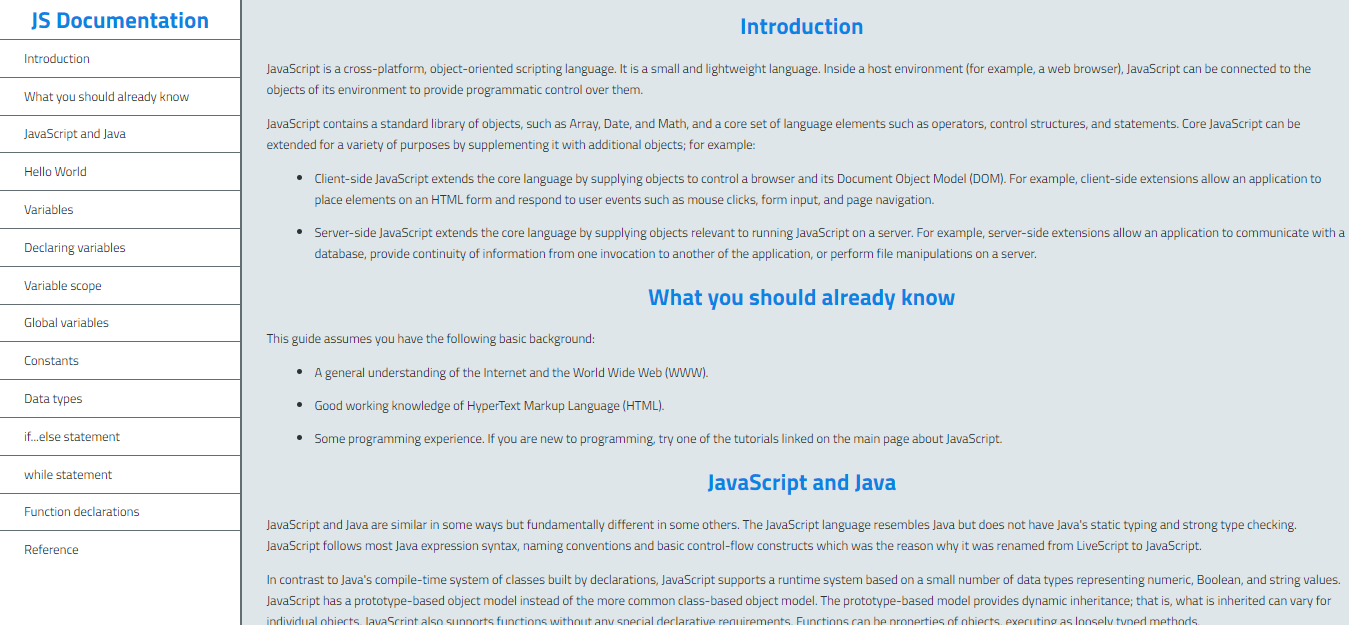 JS Documentation
Introduction
What you should already know
JavaScript and Java
Hello World
Variables
Declaring variables
Variable scope
Global variables
Constants
Data types
if...else statement
while statement
Function declarations
Reference
Introduction
JavaScript is a cross-platform, object-oriented scripting language. It is a small and lightweight language. Inside a host environment (for example, a web browser), JavaScript can be connected to the
objects of its environment to provide programmatic control over them.
JavaScript contains a standard library of objects, such as Array, Date, and Math, and a core set of language elements such as operators, control structures, and statements. Core JavaScript can be
extended for a variety of purposes by supplementing it with additional objects; for example:
• Client-side JavaScript extends the core language by supplying objects to control a browser and its Document Object Model (DOM). For example, client-side extensions allow an application to
place elements on an HTML form and respond to user events such as mouse clicks, form input, and page navigation.
• Server-side JavaScript extends the core language by supplying objects relevant to running JavaScript on a server. For example, server-side extensions allow an application to communicate with a
database, provide continuity of information from one invocation to another of the application, or perform file manipulations on a server.
What you should already know
This guide assumes you have the following basic background:
• A general understanding of the Internet and the World Wide Web (WWW).
• Good working knowledge of HyperText Markup Language (HTML).
• Some programming experience. If you are new to programming, try one of the tutorials linked on the main page about JavaScript.
JavaScript and Java
JavaScript and Java are similar in some ways but fundamentally different in some others. The JavaScript language resembles Java but does not have Java's static typing and strong type checking.
JavaScript follows most Java expression syntax, naming conventions and basic control-flow constructs which was the reason why it was renamed from LiveScript to JavaScript.
In contrast to Java's compile-time system of classes built by declarations, JavaScript supports a runtime system based on a small number of data types representing numeric, Boolean, and string values.
JavaScript has a prototype-based object model instead of the more common class-based object model. The prototype-based model provides dynamic inheritance; that is, what is inherited can vary for
individual objects. JavaScript also supports functions without any special declarative requirements. Functions can be properties of objects, executing as loosely typed methods.